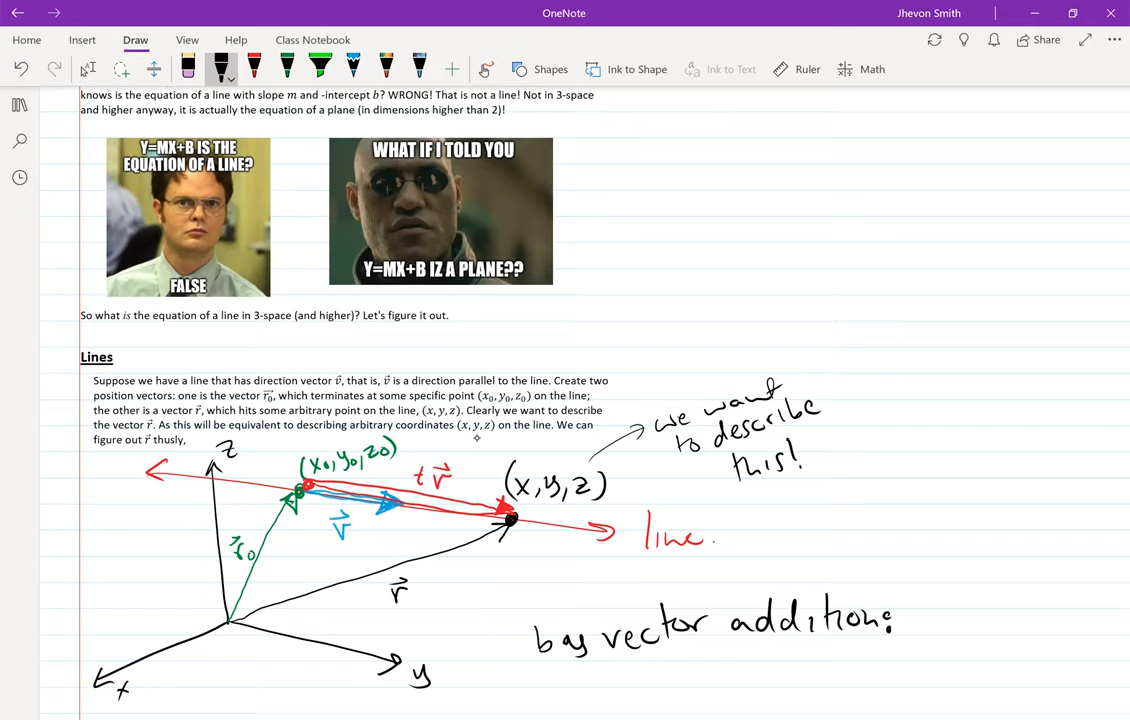 OneNote
Jhevon Smith
Home Insert Draw View Help Class Notebook
Share
Shapes
Ink to Shape
Ink to Text
Ruler
Math
knows is the equation of a line with slope m and -intercept b? WRONG! That is not a line! Not in 3-space
and higher anyway, it is actually the equation of a plane (in dimensions higher than 2)!
Y=MX+B IS THE
EQUATION OF A LINE?
FALSE
WHAT IF I TOLD YOU
Y=MX+B IZ A PLANE??
So what is the equation of a line in 3-space (and higher)? Let's figure it out.
Lines
Suppose we have a line that has direction vector v⃗, that is, v⃗ is a direction parallel to the line. Create two
position vectors: one is the vector r₀⃗, which terminates at some specific point (x₀, y₀, z₀) on the line;
the other is a vector r⃗, which hits some arbitrary point on the line, (x, y, z). Clearly we want to describe
the vector r⃗. As this will be equivalent to describing arbitrary coordinates (x, y, z) on the line. We can
figure out r⃗ thusly,
we want
to describe
this!
z
(x₀, y₀, z₀)
t v⃗
(x, y, z)
v⃗
line.
r⃗₀
r⃗
by vector addition:
x
y